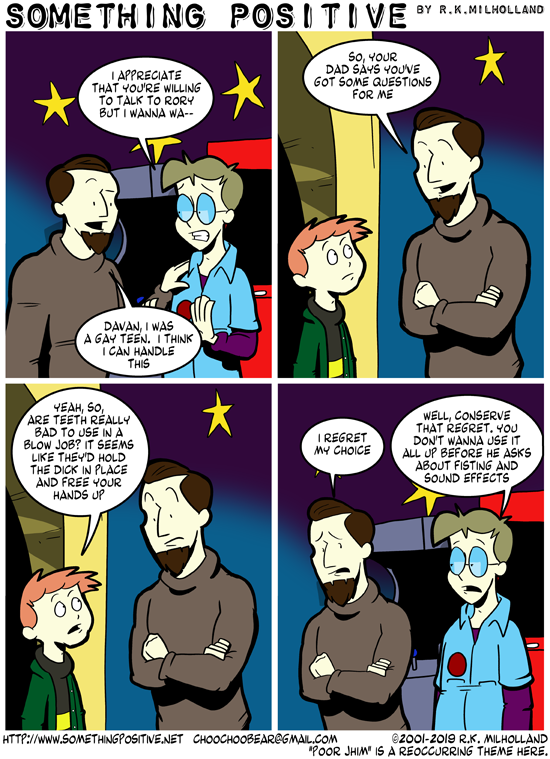 SOMETHING POSITIVE BY R.K.MILHOLLAND
I APPRECIATE
THAT YOU'RE WILLING
TO TALK TO RORY
BUT I WANNA WA--
DAVAN, I WAS
A GAY TEEN. I THINK
I CAN HANDLE
THIS
SO, YOUR
DAD SAYS YOU'VE
GOT SOME QUESTIONS
FOR ME
YEAH, SO,
ARE TEETH REALLY
BAD TO USE IN A
BLOW JOB? IT SEEMS
LIKE THEY'D HOLD
THE DICK IN PLACE
AND FREE YOUR
HANDS UP
I REGRET
MY CHOICE
WELL, CONSERVE
THAT REGRET. YOU
DON'T WANNA USE IT
ALL UP BEFORE HE ASKS
ABOUT FISTING AND
SOUND EFFECTS
HTTP://WWW.SOMETHINGPOSITIVE.NET CHOOCHOOBEAR@GMAIL.COM ©2001-2019 R.K. MILHOLLAND
"POOR JHIM" IS A REOCCURRING THEME HERE.